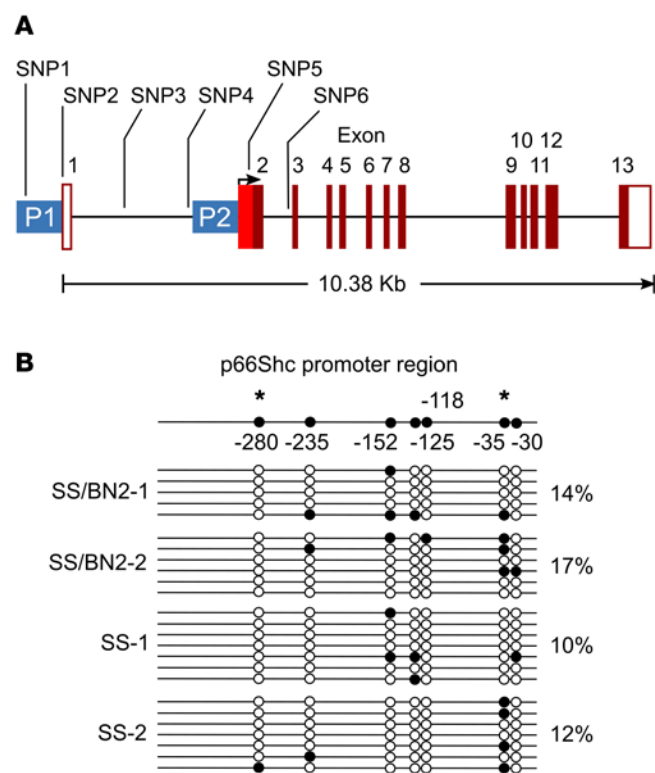 A
SNP1
SNP5
SNP2 SNP3 SNP4 SNP6
Exon
10 12
1 2 3 4 5 6 7 8 9 11 13
P1 P2
10.38 Kb
B
p66Shc promoter region
* -118 *
-280 -235 -152 -125 -35 -30
SS/BN2-1 14%
SS/BN2-2 17%
SS-1 10%
SS-2 12%